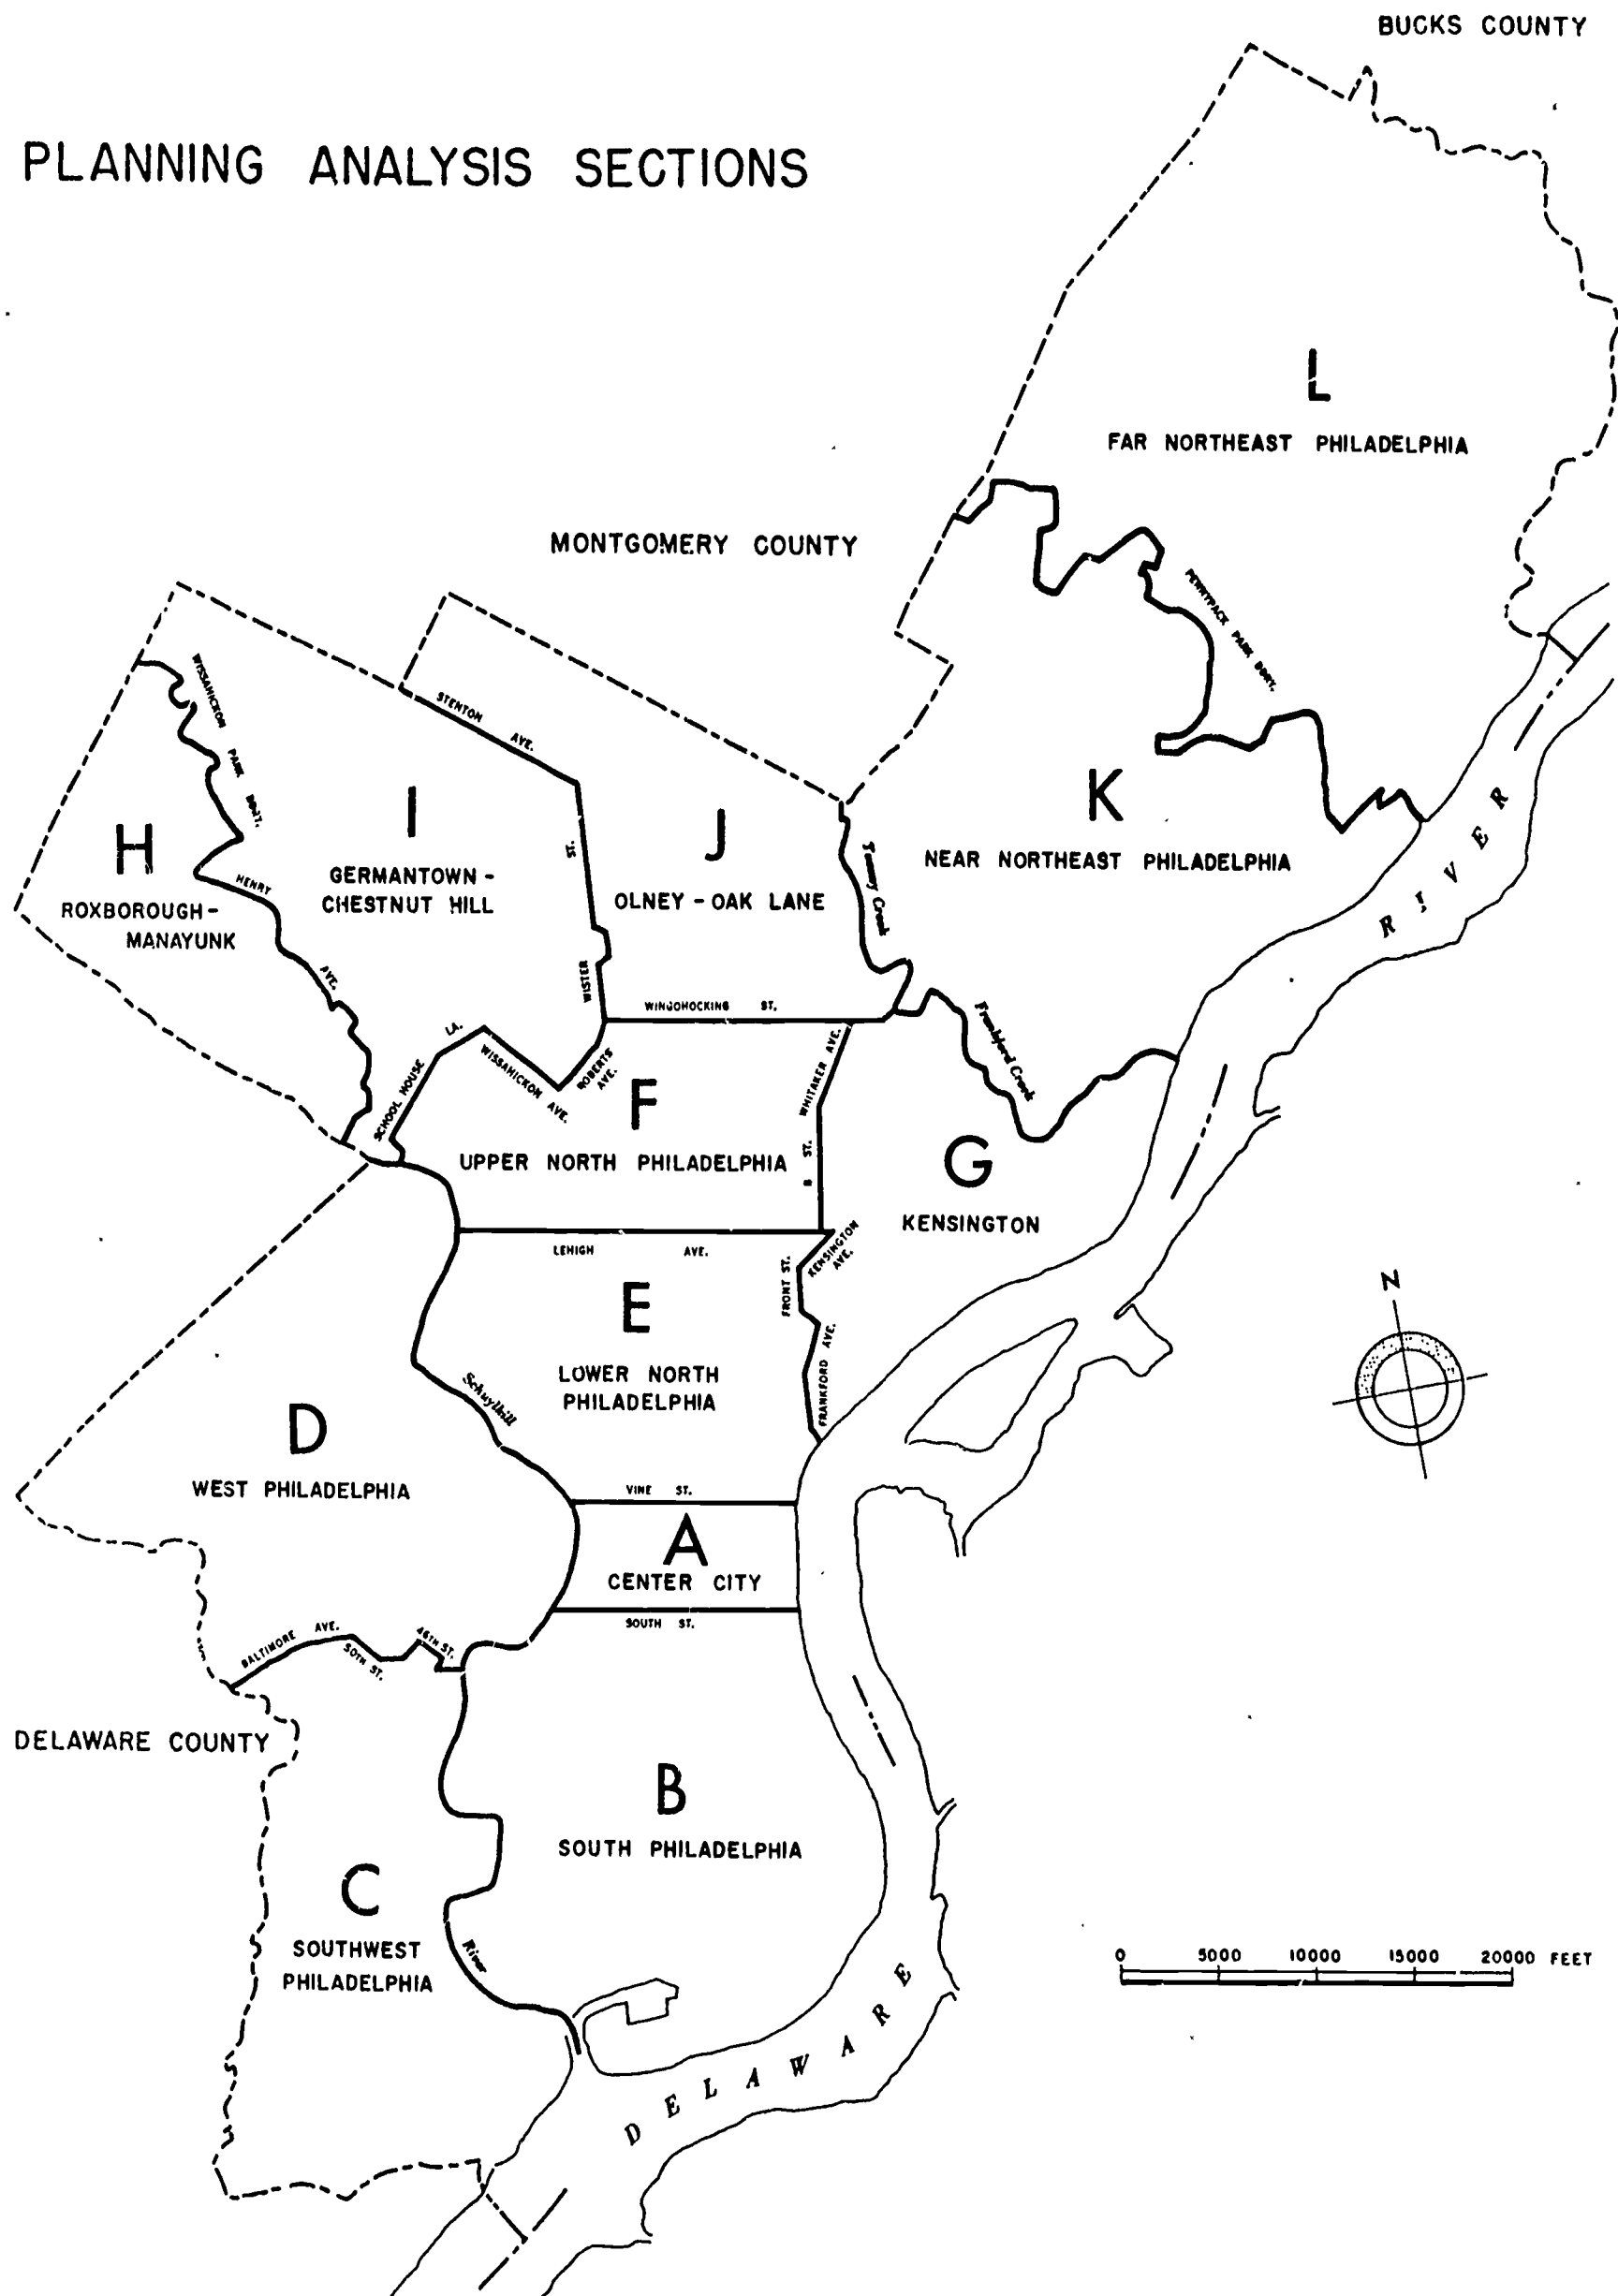 BUCKS COUNTY
PLANNING ANALYSIS SECTIONS
L
FAR NORTHEAST PHILADELPHIA
MONTGOMERY COUNTY
PENNYPACK PARK BDRY.
WISSAHICKON PARK BDRY.
STENTON AVE.
K
NEAR NORTHEAST PHILADELPHIA
I
GERMANTOWN-
CHESTNUT HILL
J
OLNEY-OAK LANE
H
ROXBOROUGH-
MANAYUNK
HENRY AVE.
WISTER ST.
Tacony Creek
WINGOHOCKING ST.
Frankford Creek
SCHOOL HOUSE LA.
WISSAHICKON AVE.
ROBERTS
AVE.
WHITAKER AVE.
F
UPPER NORTH PHILADELPHIA
B ST.
G
KENSINGTON
LEHIGH AVE.
KENSINGTON
AVE.
FRONT ST.
N
E
LOWER NORTH
PHILADELPHIA
FRANKFORD AVE.
Schuylkill
D
WEST PHILADELPHIA
VINE ST.
A
CENTER CITY
SOUTH ST.
BALTIMORE AVE.
50TH ST.
46TH ST.
DELAWARE COUNTY
B
SOUTH PHILADELPHIA
C
SOUTHWEST
PHILADELPHIA
River
0 5000 10000 15000 20000 FEET
DELAWARE RIVER